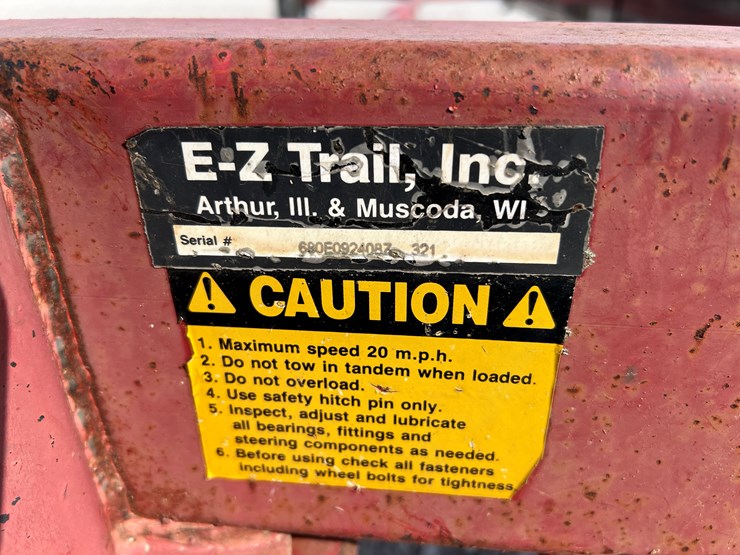 E-Z Trail, Inc.
Arthur, Ill. & Muscoda, WI
Serial # 680E092408Z 321
CAUTION
1. Maximum speed 20 m.p.h.
2. Do not tow in tandem when loaded.
3. Do not overload.
4. Use safety hitch pin only.
5. Inspect, adjust and lubricate
all bearings, fittings and
steering components as needed.
6. Before using check all fasteners
including wheel bolts for tightness.